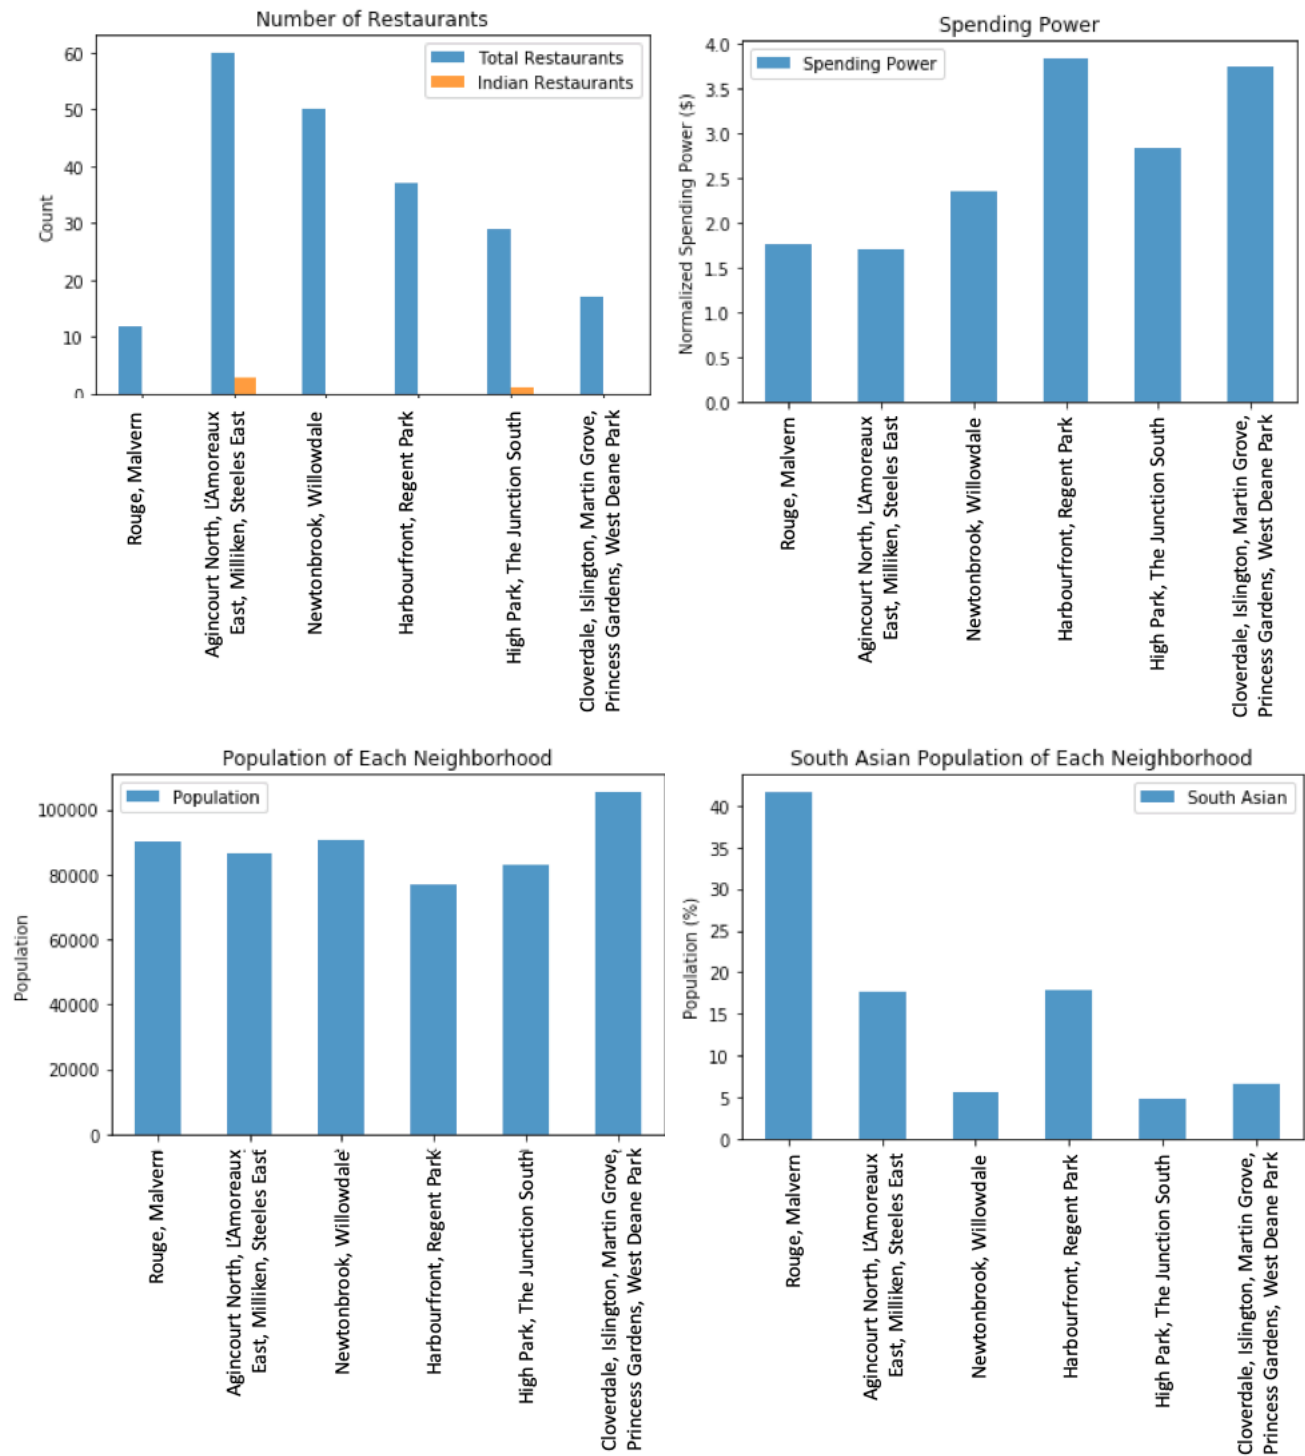 Number of Restaurants
Total Restaurants
Indian Restaurants
Count
60
50
40
30
20
10
0
Rouge, Malvern
Agincourt North, L'Amoreaux
East, Milliken, Steeles East
Newtonbrook, Willowdale
Harbourfront, Regent Park
High Park, The Junction South
Cloverdale, Islington, Martin Grove,
Princess Gardens, West Deane Park
Spending Power
Spending Power
Normalized Spending Power ($)
4.0
3.5
3.0
2.5
2.0
1.5
1.0
0.5
0.0
Rouge, Malvern
Agincourt North, L'Amoreaux
East, Milliken, Steeles East
Newtonbrook, Willowdale
Harbourfront, Regent Park
High Park, The Junction South
Cloverdale, Islington, Martin Grove,
Princess Gardens, West Deane Park
Population of Each Neighborhood
Population
Population
100000
80000
60000
40000
20000
0
Rouge, Malvern
Agincourt North, L'Amoreaux
East, Milliken, Steeles East
Newtonbrook, Willowdale
Harbourfront, Regent Park
High Park, The Junction South
Cloverdale, Islington, Martin Grove,
Princess Gardens, West Deane Park
South Asian Population of Each Neighborhood
South Asian
Population (%)
40
35
30
25
20
15
10
5
0
Rouge, Malvern
Agincourt North, L'Amoreaux
East, Milliken, Steeles East
Newtonbrook, Willowdale
Harbourfront, Regent Park
High Park, The Junction South
Cloverdale, Islington, Martin Grove,
Princess Gardens, West Deane Park